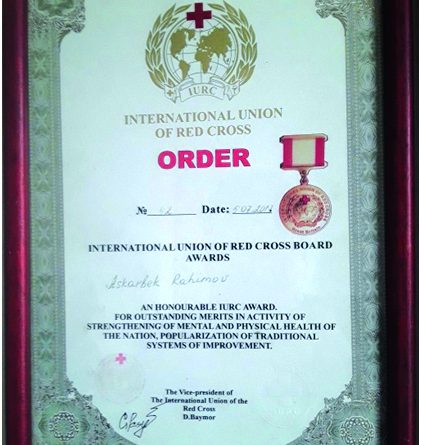 IURC
INTERNATIONAL UNION
OF RED CROSS
ORDER
№ 62 Date:
INTERNATIONAL UNION OF RED CROSS BOARD
AWARDS
Askarbek Rahimov
AN HONOURABLE IURC AWARD.
FOR OUTSTANDING MERITS IN ACTIVITY OF
STRENGTHENING OF MENTAL AND PHYSICAL HEALTH OF
THE NATION, POPULARIZATION OF TRADITIONAL
SYSTEMS OF IMPROVEMENT.
The Vice-president of
The International Union of the
Red Cross
D.Baymor